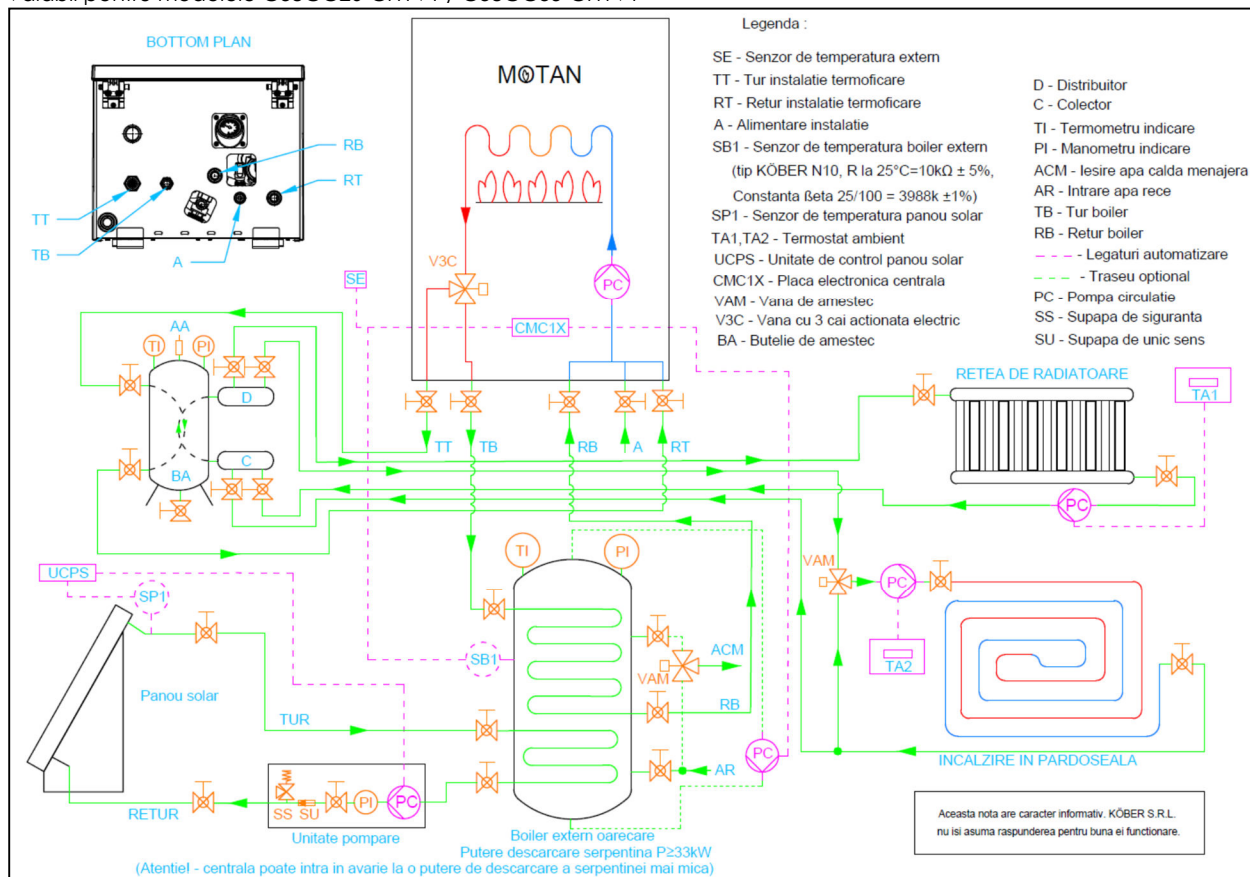 BOTTOM PLAN
RB
RT
TT
TB
A
MOTAN
V3C
PC
CMC1X
SE
Legenda :
SE - Senzor de temperatura extern
TT - Tur instalatie termoficare
RT - Retur instalatie termoficare
A - Alimentare instalatie
SB1 - Senzor de temperatura boiler extern
(tip KÖBER N10, R la 25°C=10kΩ ± 5%,
Constanta ßeta 25/100 = 3988k ±1%)
SP1 - Senzor de temperatura panou solar
TA1,TA2 - Termostat ambient
UCPS - Unitate de control panou solar
CMC1X - Placa electronica centrala
VAM - Vana de amestec
V3C - Vana cu 3 cai actionata electric
BA - Butelie de amestec
D - Distribuitor
C - Colector
TI - Termometru indicare
PI - Manometru indicare
ACM - Iesire apa calda menajera
AR - Intrare apa rece
TB - Tur boiler
RB - Retur boiler
- Legaturi automatizare
- Traseu optional
PC - Pompa circulatie
SS - Supapa de siguranta
SU - Supapa de unic sens
AA
TI
PI
D
C
BA
TT
TB
RB
A
RT
RETEA DE RADIATOARE
TA1
PC
UCPS
SP1
Panou solar
TUR
RETUR
SS
SU
PI
PC
Unitate pompare
TI
PI
SB1
ACM
VAM
RB
AR
PC
VAM
PC
TA2
INCALZIRE IN PARDOSEALA
Boiler extern oarecare
Putere descarcare serpentina P≥33kW
(Atentie! - centrala poate intra in avarie la o putere de descarcare a serpentinei mai mica)
Aceasta nota are caracter informativ. KÖBER S.R.L.
nu isi asuma raspunderea pentru buna ei functionare.